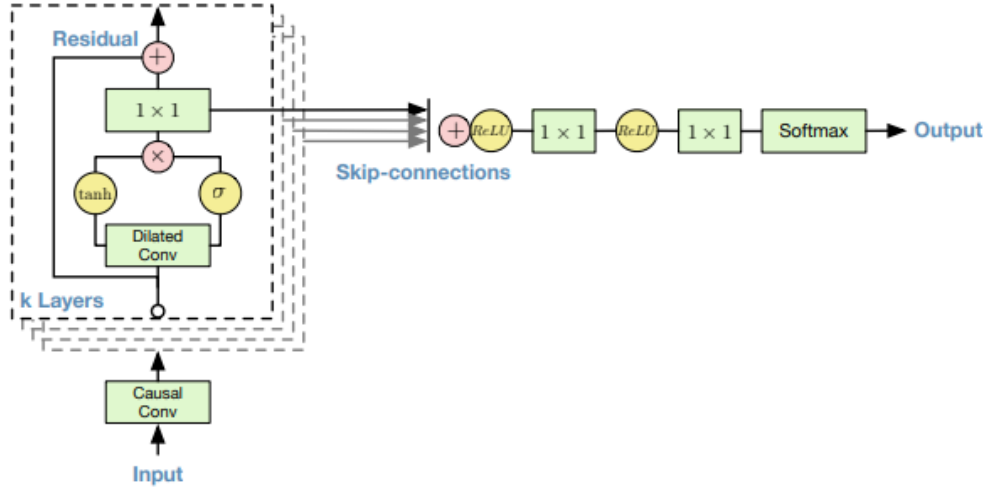 Residual
+
1 × 1
×
tanh
σ
Dilated
Conv
k Layers
Causal
Conv
Input
Skip-connections
+
ReLU
1 × 1
ReLU
1 × 1
Softmax
Output